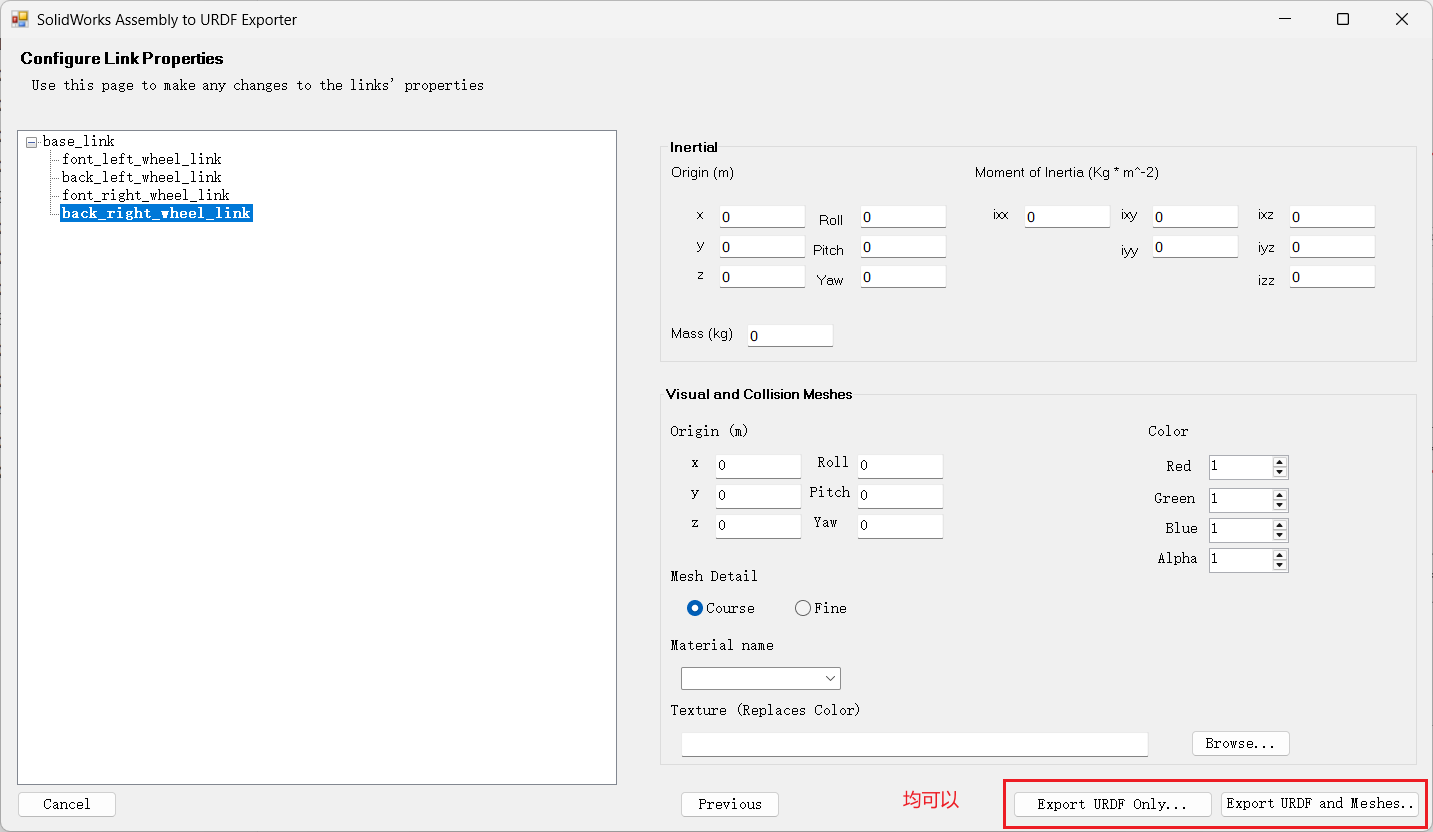 SolidWorks Assembly to URDF Exporter
Configure Link Properties
Use this page to make any changes to the links' properties
base_link
font_left_wheel_link
back_left_wheel_link
font_right_wheel_link
back_right_wheel_link
Inertial
Origin (m)
Moment of Inertia (Kg * m^-2)
x 0 Roll 0 ixx 0 ixy 0 ixz 0
y 0 Pitch 0 iyy 0 iyz 0
z 0 Yaw 0 izz 0
Mass (kg) 0
Visual and Collision Meshes
Origin (m)
Color
x 0 Roll 0 Red 1
y 0 Pitch 0 Green 1
z 0 Yaw 0 Blue 1
Alpha 1
Mesh Detail
Course Fine
Material name
Texture (Replaces Color)
Browse...
Cancel Previous 均可以 Export URDF Only... Export URDF and Meshes..